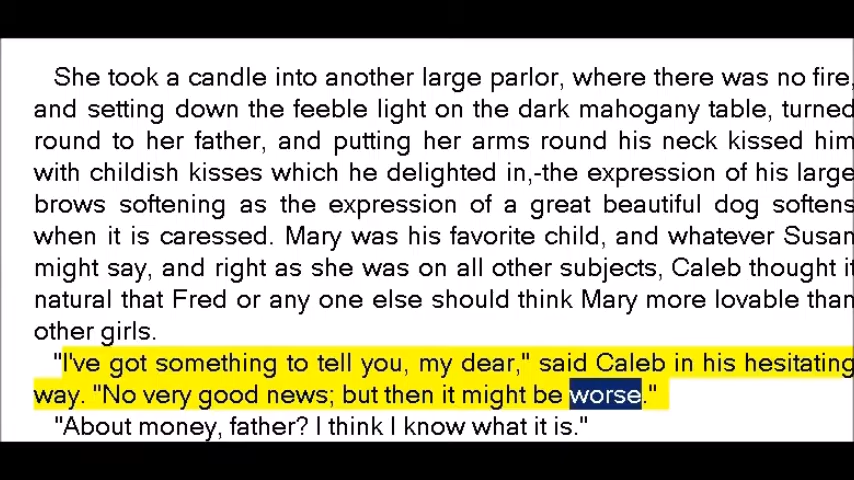 She took a candle into another large parlor, where there was no fire,
and setting down the feeble light on the dark mahogany table, turned
round to her father, and putting her arms round his neck kissed him
with childish kisses which he delighted in,-the expression of his large
brows softening as the expression of a great beautiful dog softens
when it is caressed. Mary was his favorite child, and whatever Susan
might say, and right as she was on all other subjects, Caleb thought it
natural that Fred or any one else should think Mary more lovable than
other girls.
"I've got something to tell you, my dear," said Caleb in his hesitating
way. "No very good news; but then it might be worse."
"About money, father? I think I know what it is."